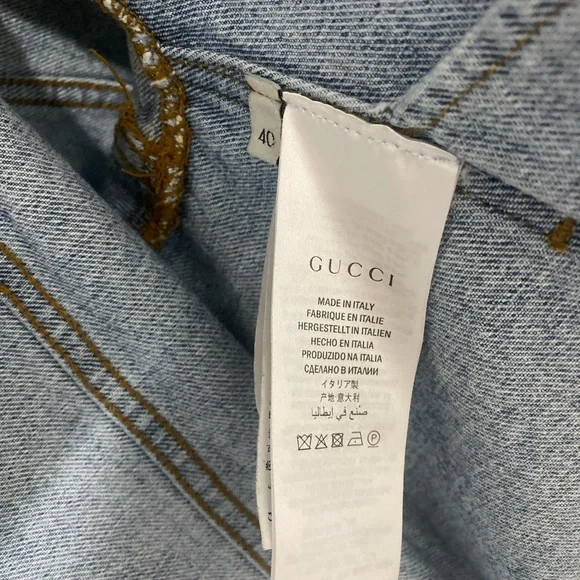 40
GUCCI
MADE IN ITALY
FABRIQUE EN ITALIE
HERGESTELLT IN ITALIEN
HECHO EN ITALIA
PRODUZIDO NA ITALIA
СДЕЛАНО В ИТАЛИИ
イタリア製
产地 意大利
صنع في إيطاليا